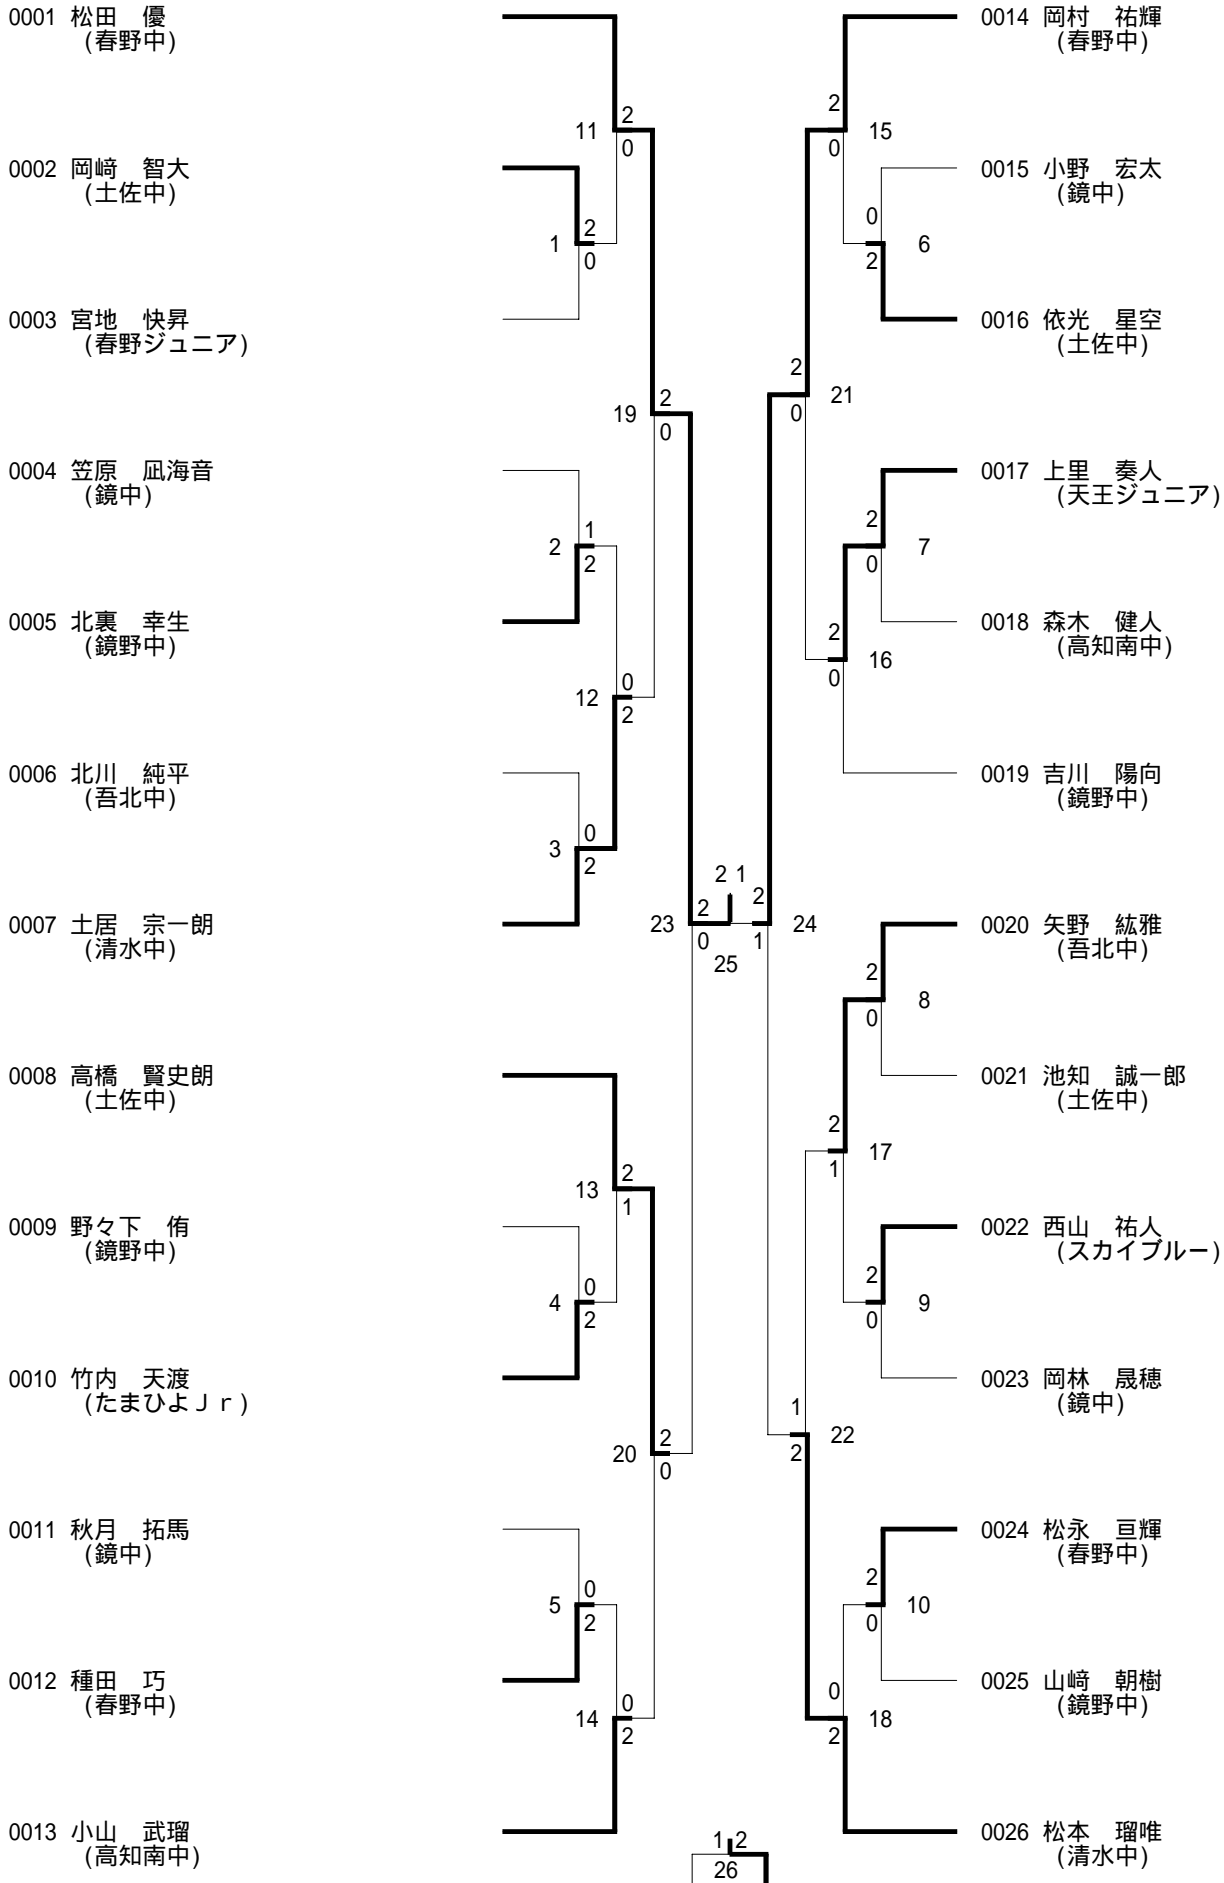 0001 松田　優
(春野中)
0002 岡﨑　智大
(土佐中)
0003 宮地　快昇
(春野ジュニア)
0004 笠原　凪海音
(鏡中)
0005 北裏　幸生
(鏡野中)
0006 北川　純平
(吾北中)
0007 土居　宗一朗
(清水中)
0008 高橋　賢史朗
(土佐中)
0009 野々下　侑
(鏡野中)
0010 竹内　天渡
(たまひよＪｒ)
0011 秋月　拓馬
(鏡中)
0012 種田　巧
(春野中)
0013 小山　武瑠
(高知南中)
11 2
0
1 2
0
19 2
0
2 1
2
12 0
2
3 0
2
23 2
0
13 2
1
4 0
2
20 2
0
5 0
2
14 0
2
2 1
25
1 2
26
2
15
0
0
6
2
2
21
0
2
7
0
2
16
0
2
24
1
2
8
0
2
17
1
2
9
0
1
22
2
2
10
0
0
18
2
0014 岡村　祐輝
(春野中)
0015 小野　宏太
(鏡中)
0016 依光　星空
(土佐中)
0017 上里　奏人
(天王ジュニア)
0018 森木　健人
(高知南中)
0019 吉川　陽向
(鏡野中)
0020 矢野　紘雅
(吾北中)
0021 池知　誠一郎
(土佐中)
0022 西山　祐人
(スカイブルー)
0023 岡林　晟穂
(鏡中)
0024 松永　亘輝
(春野中)
0025 山﨑　朝樹
(鏡野中)
0026 松本　瑠唯
(清水中)